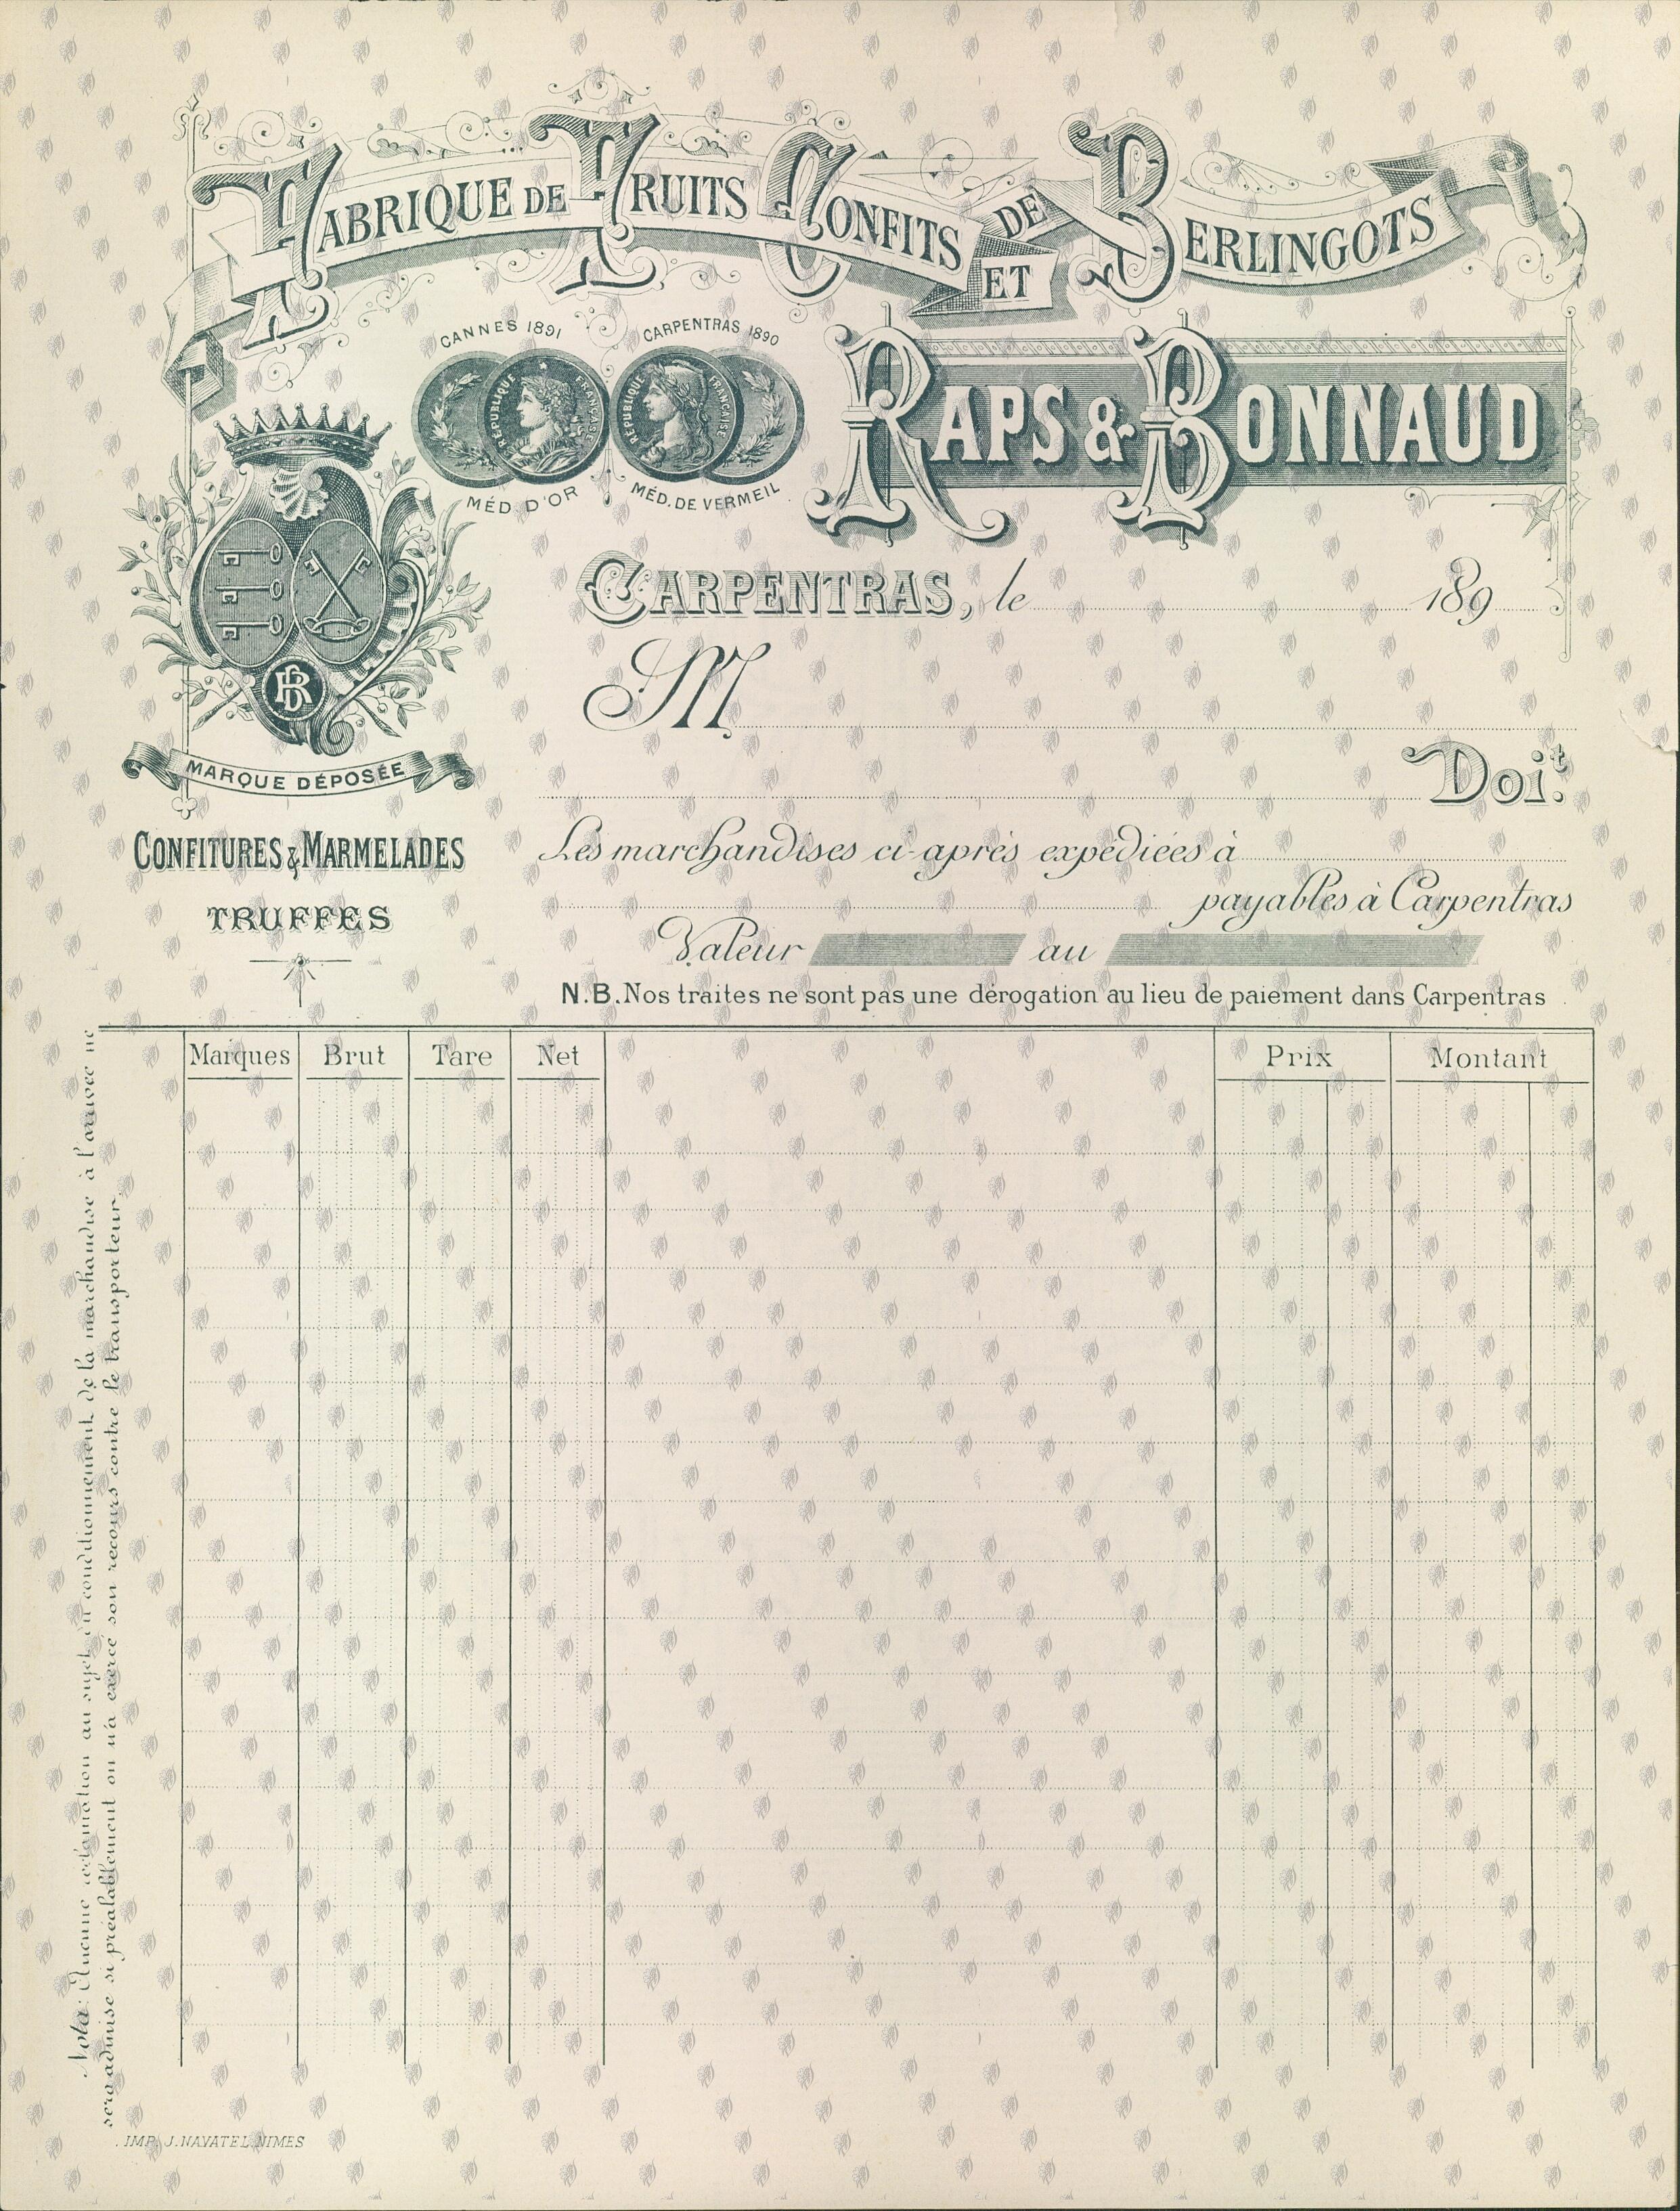 FABRIQUE DE FRUITS CONFITS ET DE BERLINGOTS
CANNES 1891
CARPENTRAS 1890
RÉPUBLIQUE FRANÇAISE
RÉPUBLIQUE FRANÇAISE
MÉD. D'OR
MÉD. DE VERMEIL
RAPS & BONNAUD
CARPENTRAS, le 189
M
Doit.
BR
MARQUE DÉPOSÉE
CONFITURES & MARMELADES
TRUFFES
Les marchandises ci-après expédiées à
payables à Carpentras
Valeur au
N.B. Nos traites ne sont pas une dérogation au lieu de paiement dans Carpentras
Marques Brut Tare Net Prix Montant
Nota: Aucune réclamation au sujet du conditionnement de la marchandise à l'arrivée ne
sera admise si préalablement on n'a exercé son recours contre le transporteur.
IMP. J. NAVATEL NIMES